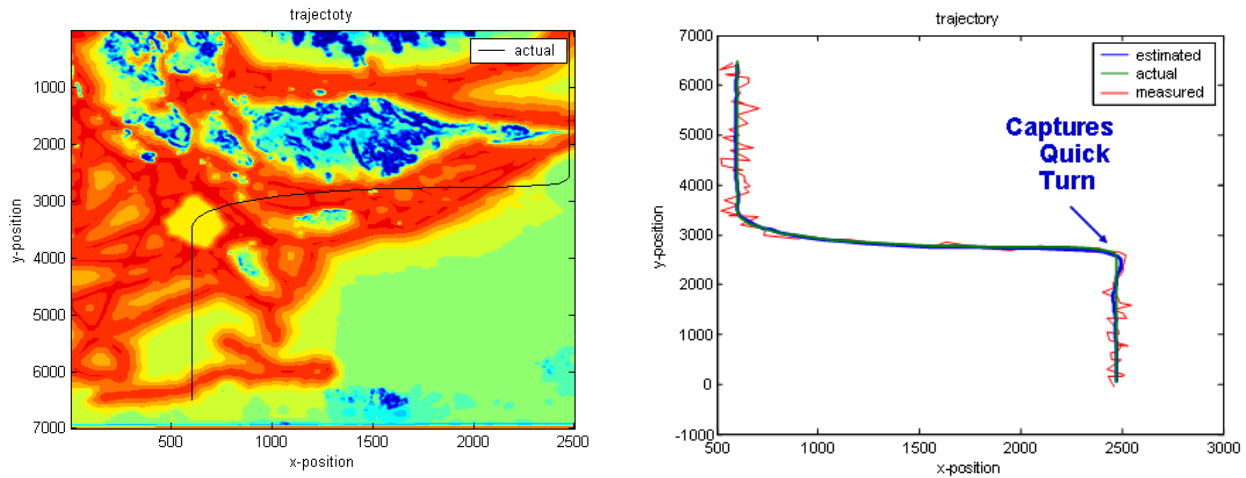 trajectoty
actual
1000
2000
3000
4000
5000
6000
7000
y-position
500
1000
1500
2000
2500
x-position
trajectory
estimated
actual
measured
Captures
Quick
Turn
7000
6000
5000
4000
3000
2000
1000
0
-1000
y-position
500
1000
1500
2000
2500
3000
x-position